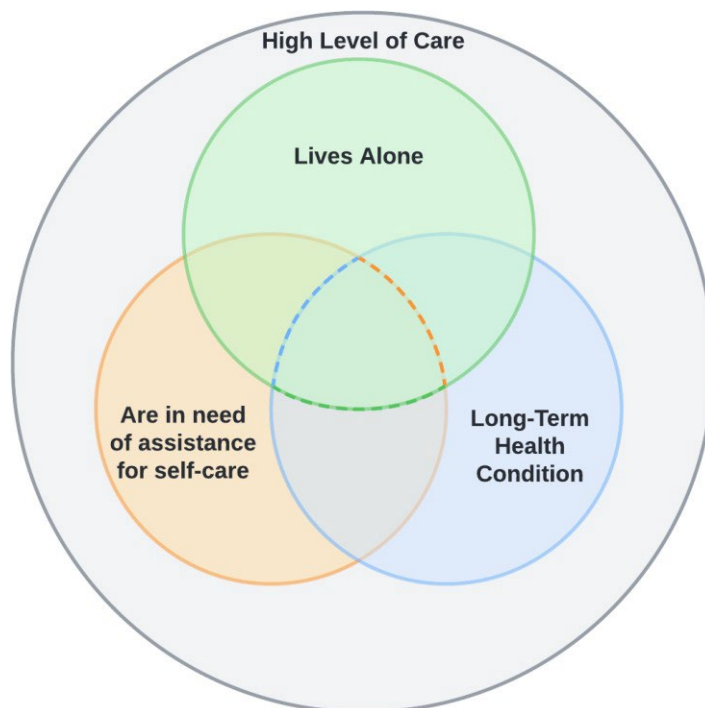 High Level of Care
Lives Alone
Are in need
of assistance
for self-care
Long-Term
Health
Condition